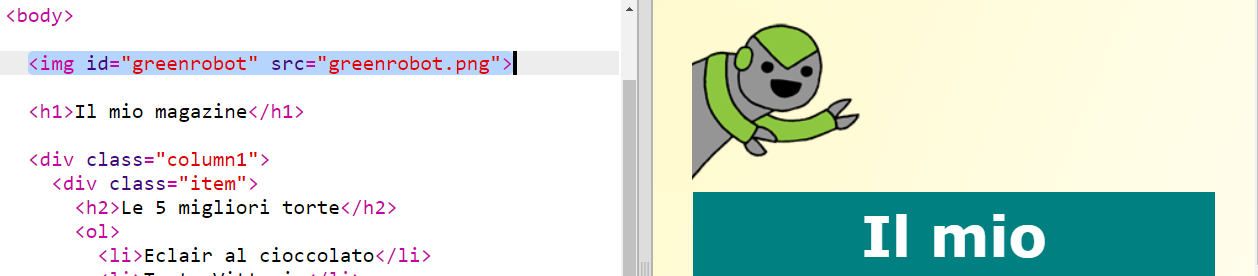 <body>
<img id="greenrobot" src="greenrobot.png">
<h1>Il mio magazine</h1>
<div class="column1">
<div class="item">
<h2>Le 5 migliori torte</h2>
<ol>
<li>Eclair al cioccolato</li>
Il mio